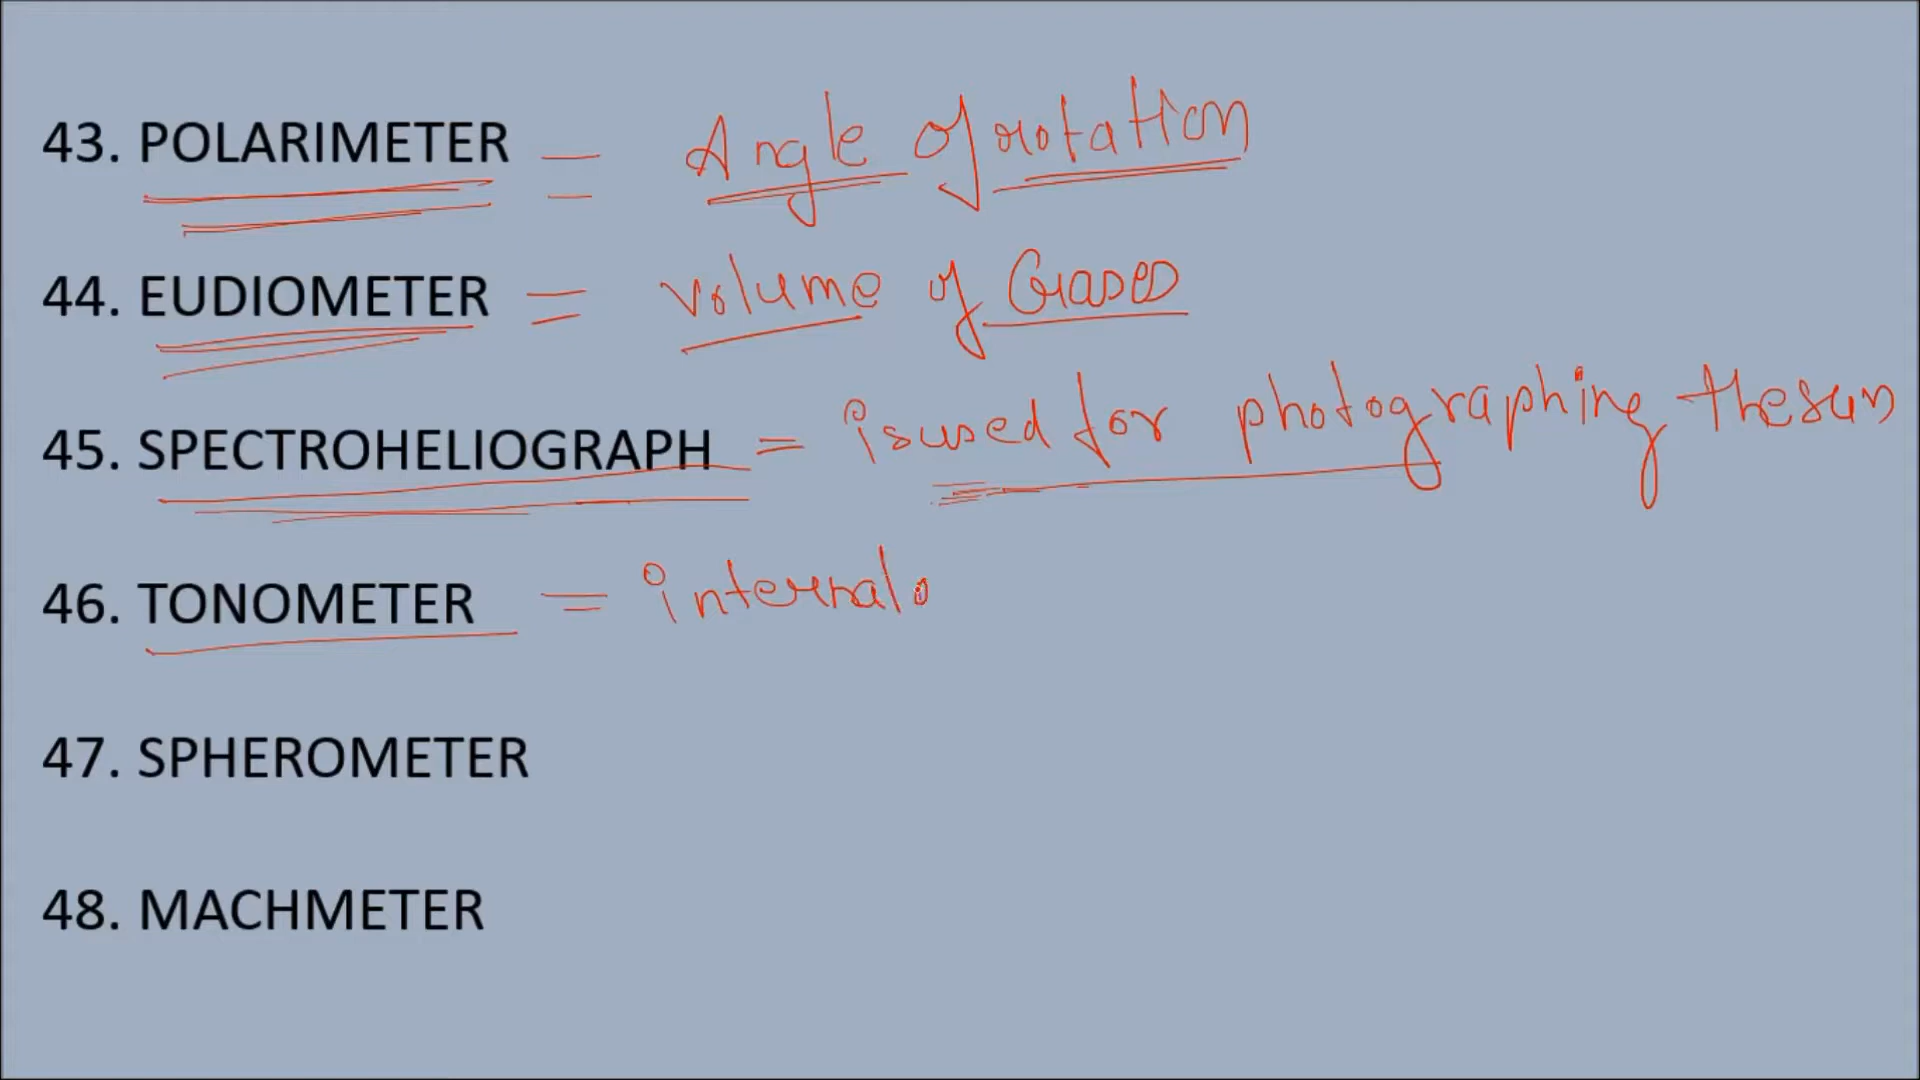 43. POLARIMETER = Angle of rotation
44. EUDIOMETER = volume of Gases
45. SPECTROHELIOGRAPH = is used for photographing the sun
46. TONOMETER = internal
47. SPHEROMETER
48. MACHMETER